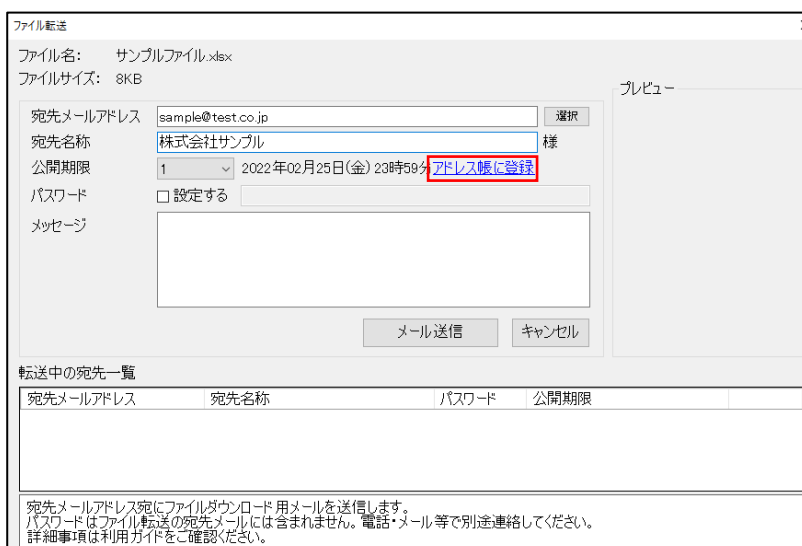 ファイル転送
ファイル名: サンプルファイル.xlsx
ファイルサイズ: 8KB
プレビュー
宛先メールアドレス sample@test.co.jp 選択
宛先名称 株式会社サンプル 様
公開期限 1 2022年02月25日(金) 23時59分 アドレス帳に登録
パスワード 設定する
メッセージ
メール送信 キャンセル
転送中の宛先一覧
宛先メールアドレス 宛先名称 パスワード 公開期限
宛先メールアドレス宛にファイルダウンロード用メールを送信します。
パスワードはファイル転送の宛先メールには含まれません。電話・メール等で別途連絡してください。
詳細事項は利用ガイドをご確認ください。